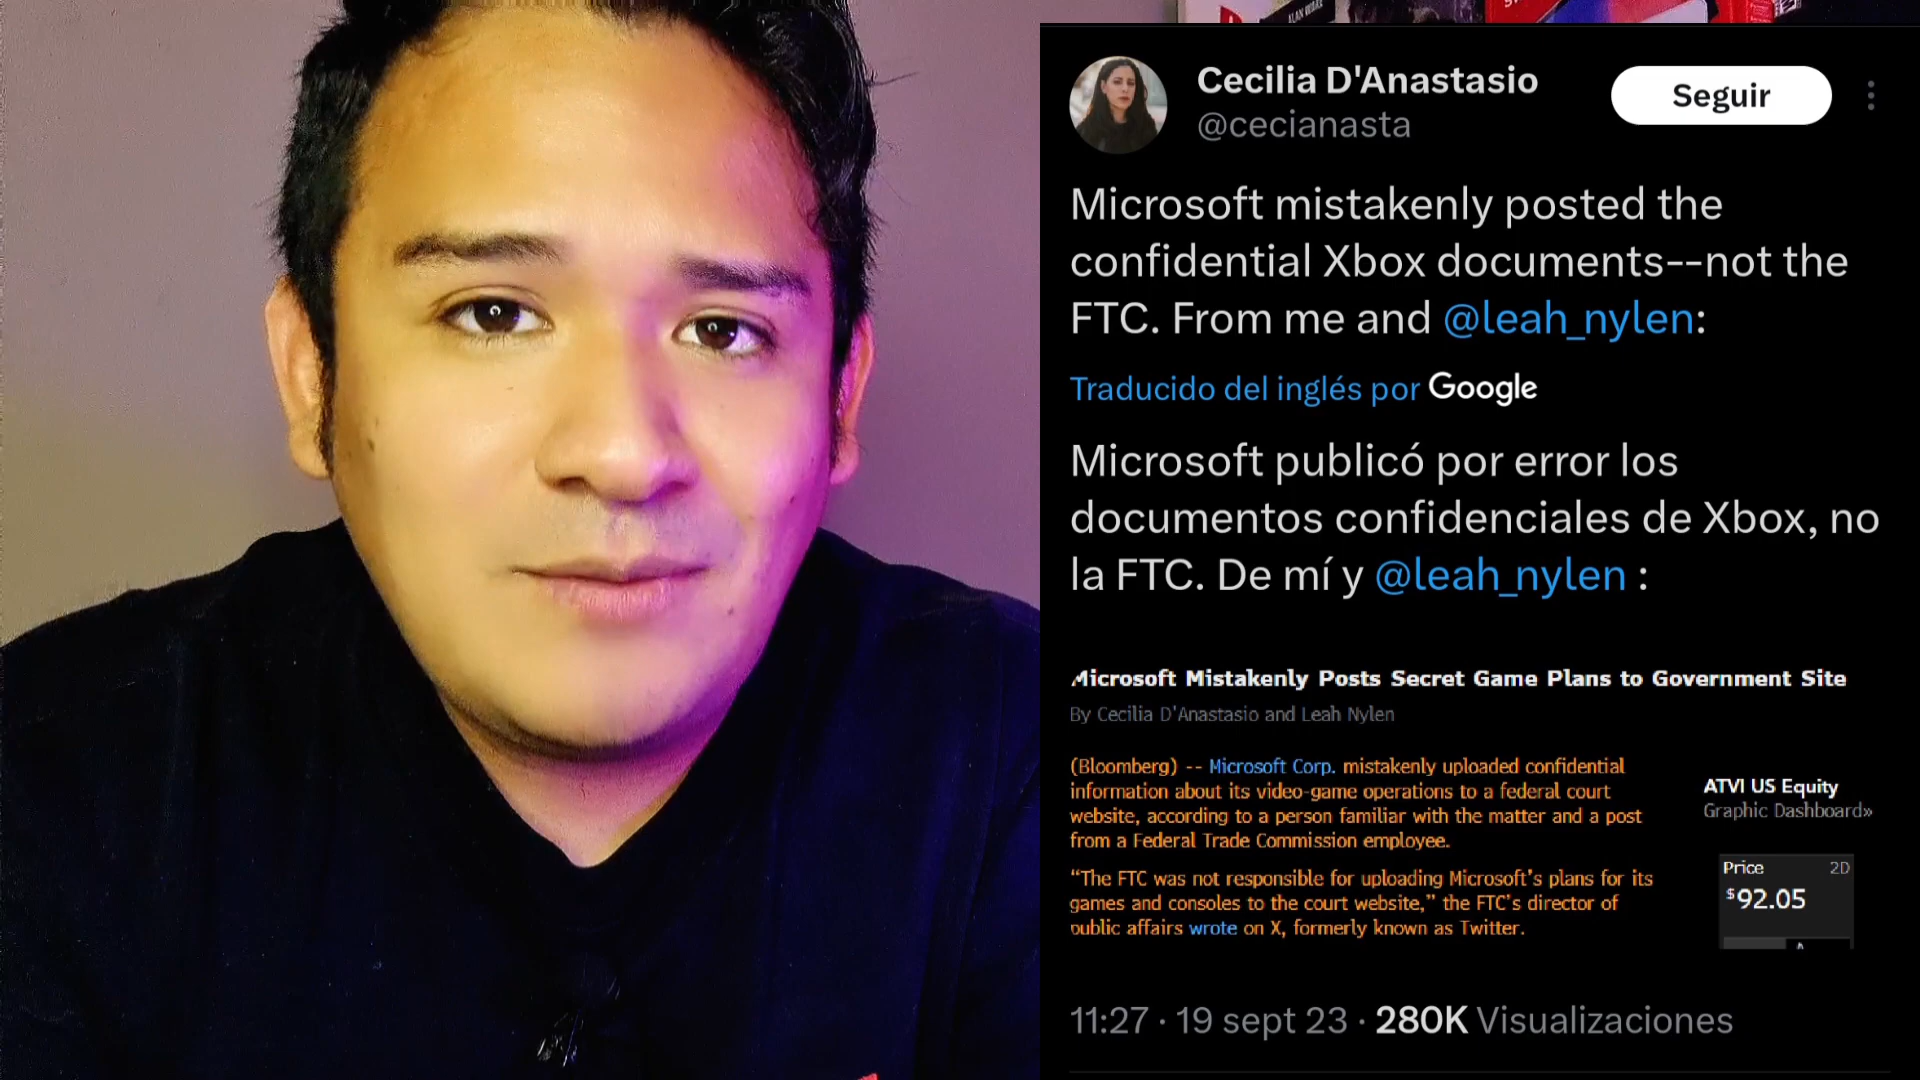 ALAN WAKE
Cecilia D'Anastasio
@cecianasta
Seguir
Microsoft mistakenly posted the
confidential Xbox documents--not the
FTC. From me and @leah_nylen:
Traducido del inglés por Google
Microsoft publicó por error los
documentos confidenciales de Xbox, no
la FTC. De mí y @leah_nylen :
Microsoft Mistakenly Posts Secret Game Plans to Government Site
By Cecilia D'Anastasio and Leah Nylen
(Bloomberg) -- Microsoft Corp. mistakenly uploaded confidential
information about its video-game operations to a federal court
website, according to a person familiar with the matter and a post
from a Federal Trade Commission employee.
“The FTC was not responsible for uploading Microsoft’s plans for its
games and consoles to the court website,” the FTC’s director of
public affairs wrote on X, formerly known as Twitter.
ATVI US Equity
Graphic Dashboard»
Price 2D
$92.05
11:27 · 19 sept 23 · 280K Visualizaciones